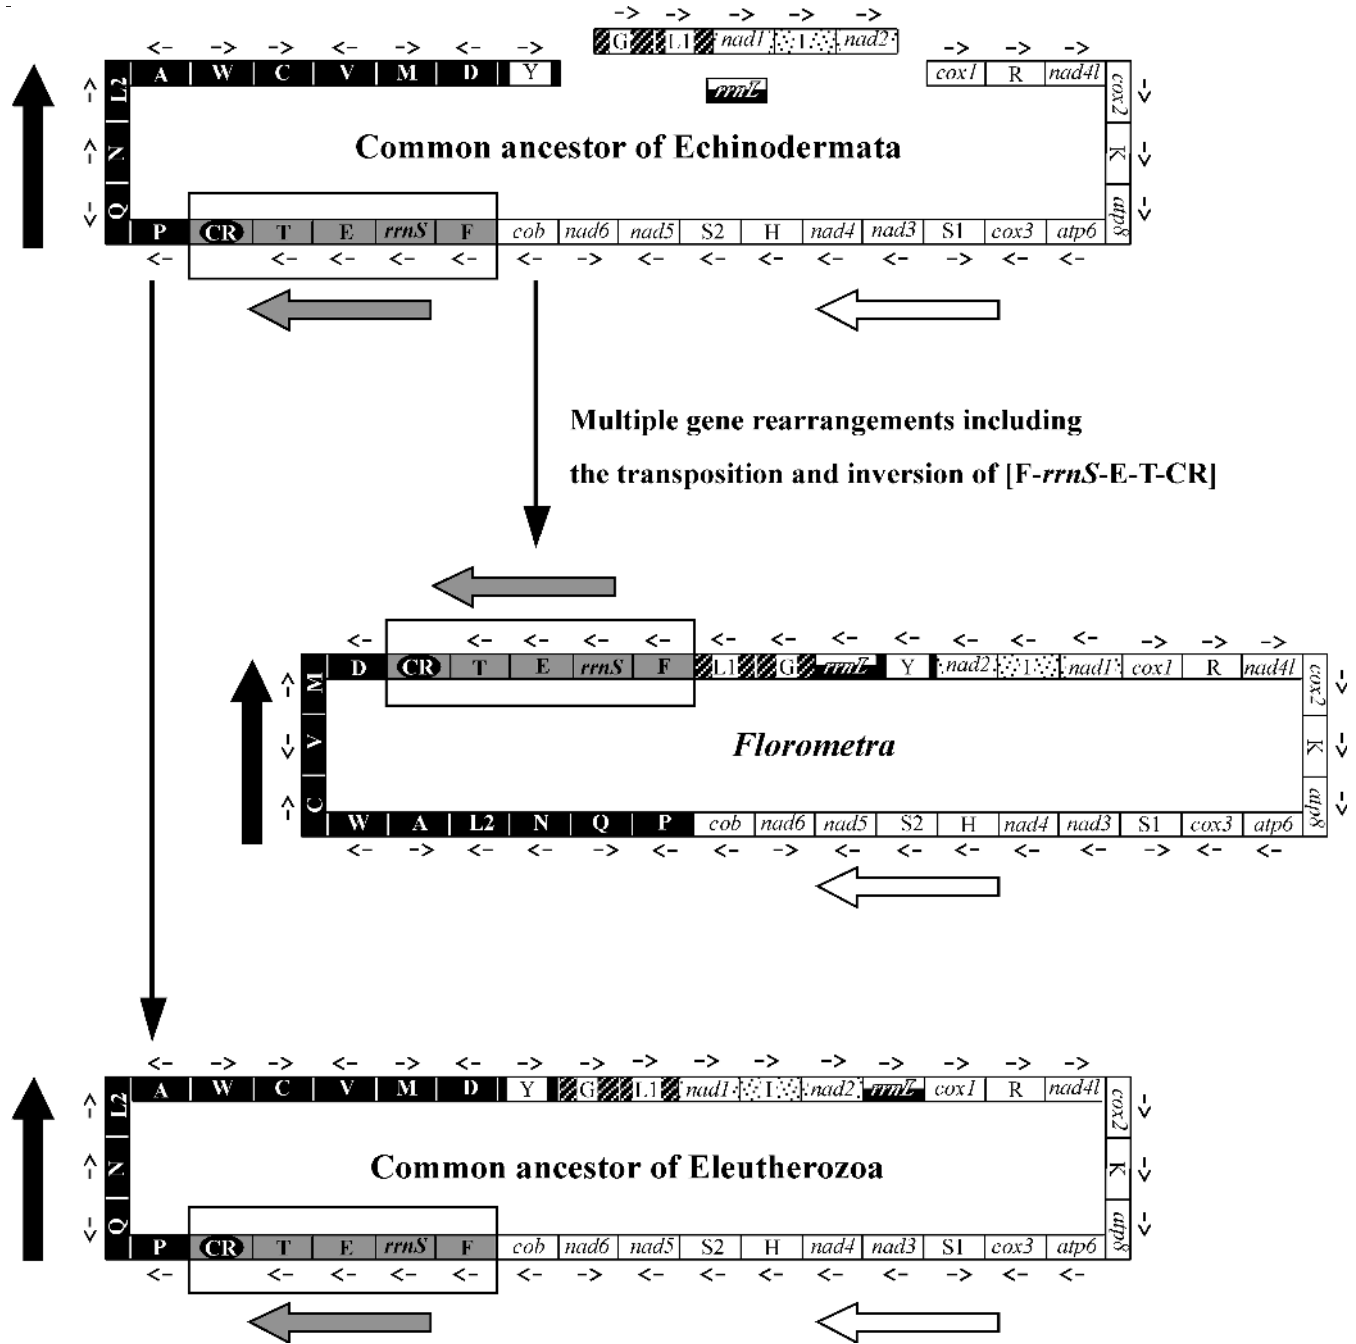 -> -> -> -> ->
G L1 nad1 I nad2
<- -> -> <- -> <- -> -> -> ->
A W C V M D Y cox1 R nad4l
rrnL
L2 N Q
cox2 K atp8
Common ancestor of Echinodermata
P CR T E rrnS F cob nad6 nad5 S2 H nad4 nad3 S1 cox3 atp6
<- <- <- <- <- <- -> <- <- <- <- <- -> <- <-
Multiple gene rearrangements including
the transposition and inversion of [F-rrnS-E-T-CR]
<- <- <- <- <- <- <- <- <- <- <- -> -> ->
D CR T E rrnS F L1 G rrnL Y nad2 I nad1 cox1 R nad4l
M V C
cox2 K atp8
Florometra
W A L2 N Q P cob nad6 nad5 S2 H nad4 nad3 S1 cox3 atp6
<- -> <- <- -> <- <- -> <- <- <- <- <- -> <- <-
<- -> -> <- -> <- -> -> -> -> -> -> -> -> -> ->
A W C V M D Y G L1 nad1 I nad2 rrnL cox1 R nad4l
L2 N Q
cox2 K atp8
Common ancestor of Eleutherozoa
P CR T E rrnS F cob nad6 nad5 S2 H nad4 nad3 S1 cox3 atp6
<- <- <- <- <- <- -> <- <- <- <- <- -> <- <-